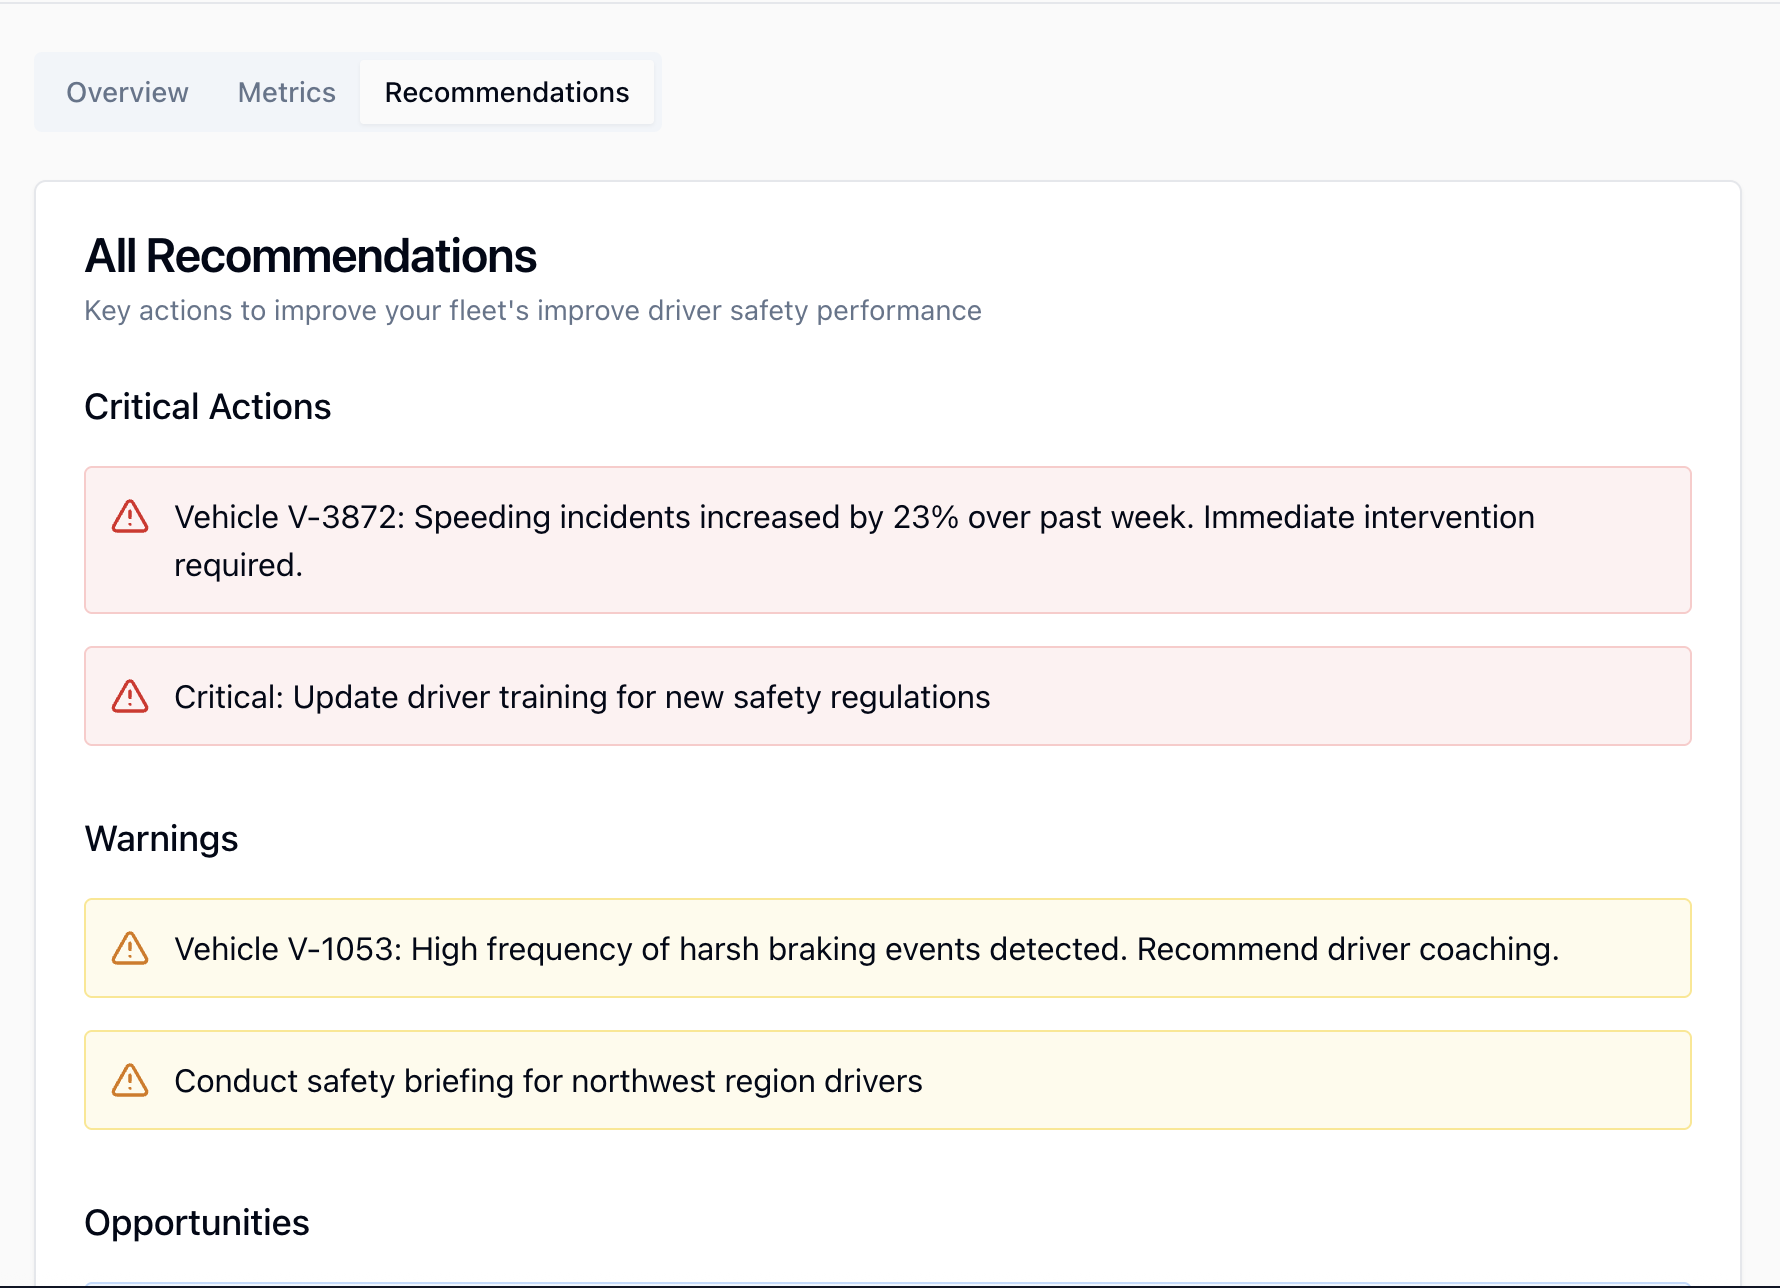 Overview Metrics Recommendations
All Recommendations
Key actions to improve your fleet's improve driver safety performance
Critical Actions
Vehicle V-3872: Speeding incidents increased by 23% over past week. Immediate intervention
required.
Critical: Update driver training for new safety regulations
Warnings
Vehicle V-1053: High frequency of harsh braking events detected. Recommend driver coaching.
Conduct safety briefing for northwest region drivers
Opportunities